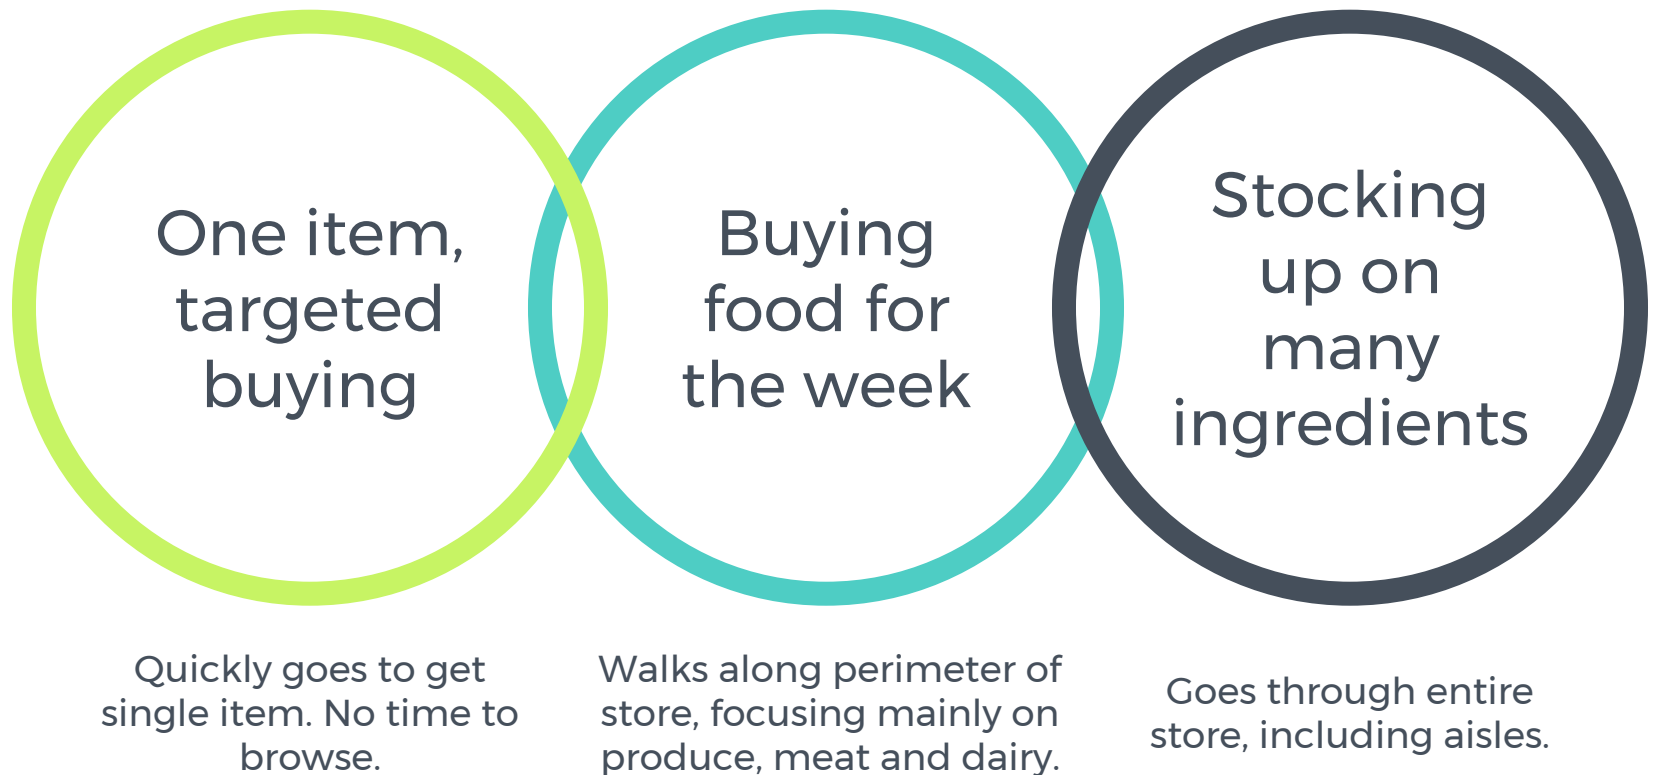 One item,
targeted
buying
Buying
food for
the week
Stocking
up on
many
ingredients
Quickly goes to get
single item. No time to
browse.
Walks along perimeter of
store, focusing mainly on
produce, meat and dairy.
Goes through entire
store, including aisles.